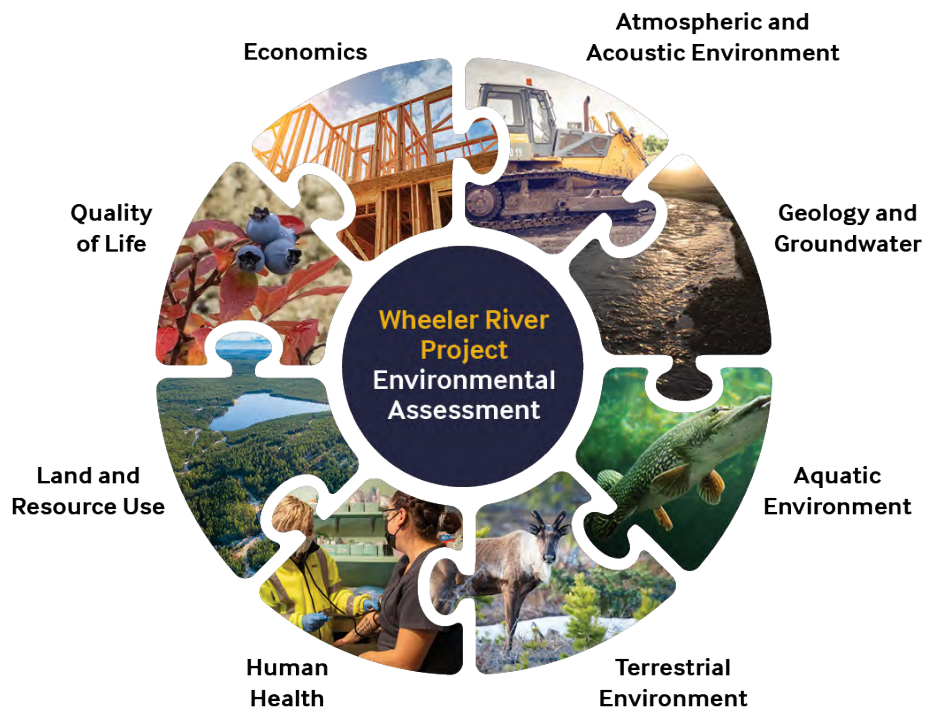 Economics
Atmospheric and
Acoustic Environment
Quality
of Life
Geology and
Groundwater
Wheeler River
Project
Environmental
Assessment
Land and
Resource Use
Aquatic
Environment
Human
Health
Terrestrial
Environment